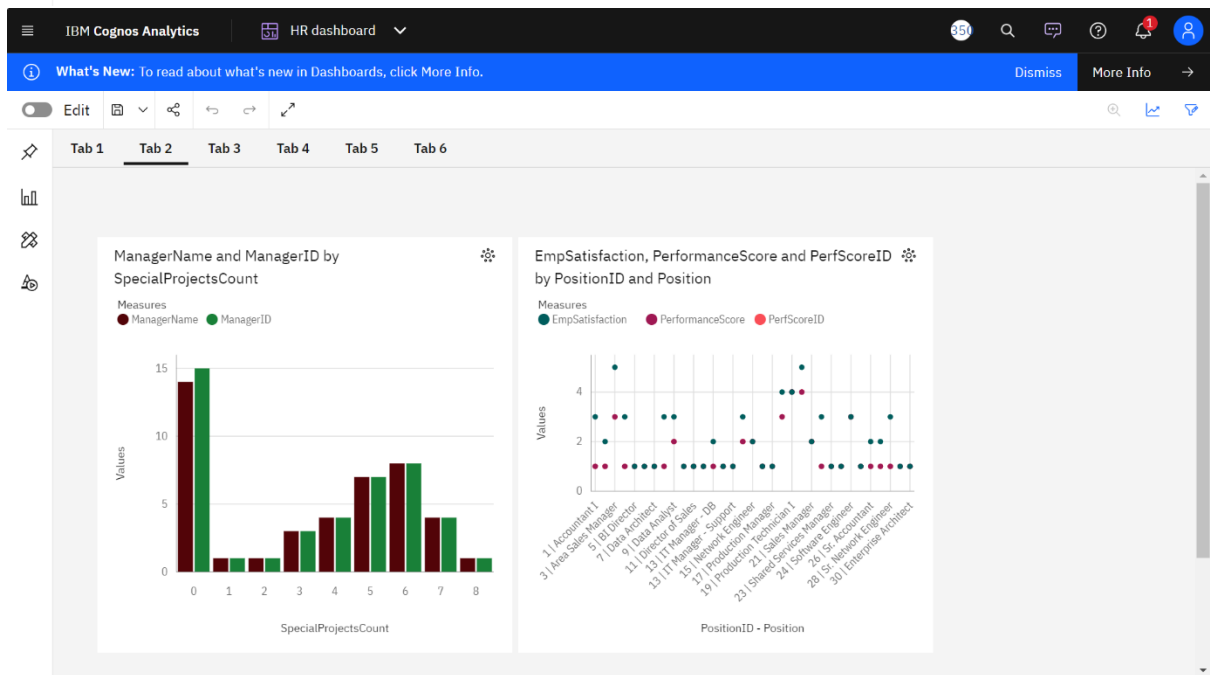 IBM Cognos Analytics
HR dashboard
350
1
What's New: To read about what's new in Dashboards, click More Info.
Dismiss
More Info
Edit
Tab 1
Tab 2
Tab 3
Tab 4
Tab 5
Tab 6
ManagerName and ManagerID by
SpecialProjectsCount
Measures
ManagerName ManagerID
15
10
5
0
Values
0 1 2 3 4 5 6 7 8
SpecialProjectsCount
EmpSatisfaction, PerformanceScore and PerfScoreID
by PositionID and Position
Measures
EmpSatisfaction PerformanceScore PerfScoreID
4
2
0
Values
1 | Accountant I
3 | Area Sales Manager
5 | BI Director
7 | Data Architect
9 | Data Analyst
11 | Director of Sales
13 | IT Manager - DB
13 | IT Manager - Support
15 | Network Engineer
17 | Production Manager
19 | Production Technician I
21 | Sales Manager
23 | Shared Services Manager
24 | Software Engineer
26 | Sr. Accountant
28 | Sr. Network Engineer
30 | Enterprise Architect
PositionID - Position